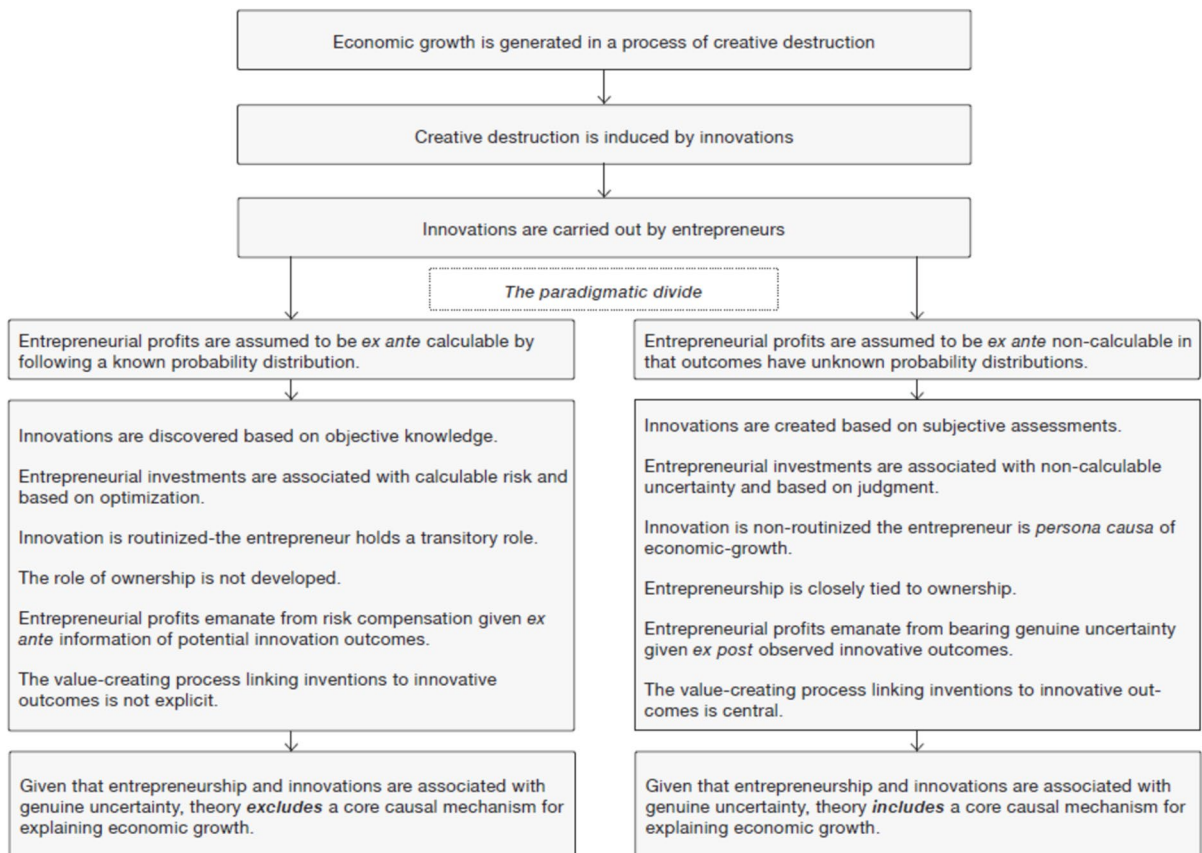 Economic growth is generated in a process of creative destruction
Creative destruction is induced by innovations
Innovations are carried out by entrepreneurs
The paradigmatic divide
Entrepreneurial profits are assumed to be ex ante calculable by
following a known probability distribution.
Innovations are discovered based on objective knowledge.
Entrepreneurial investments are associated with calculable risk and
based on optimization.
Innovation is routinized-the entrepreneur holds a transitory role.
The role of ownership is not developed.
Entrepreneurial profits emanate from risk compensation given ex
ante information of potential innovation outcomes.
The value-creating process linking inventions to innovative
outcomes is not explicit.
Given that entrepreneurship and innovations are associated with
genuine uncertainty, theory excludes a core causal mechanism for
explaining economic growth.
Entrepreneurial profits are assumed to be ex ante non-calculable in
that outcomes have unknown probability distributions.
Innovations are created based on subjective assessments.
Entrepreneurial investments are associated with non-calculable
uncertainty and based on judgment.
Innovation is non-routinized the entrepreneur is persona causa of
economic-growth.
Entrepreneurship is closely tied to ownership.
Entrepreneurial profits emanate from bearing genuine uncertainty
given ex post observed innovative outcomes.
The value-creating process linking inventions to innovative out-
comes is central.
Given that entrepreneurship and innovations are associated with
genuine uncertainty, theory includes a core causal mechanism for
explaining economic growth.